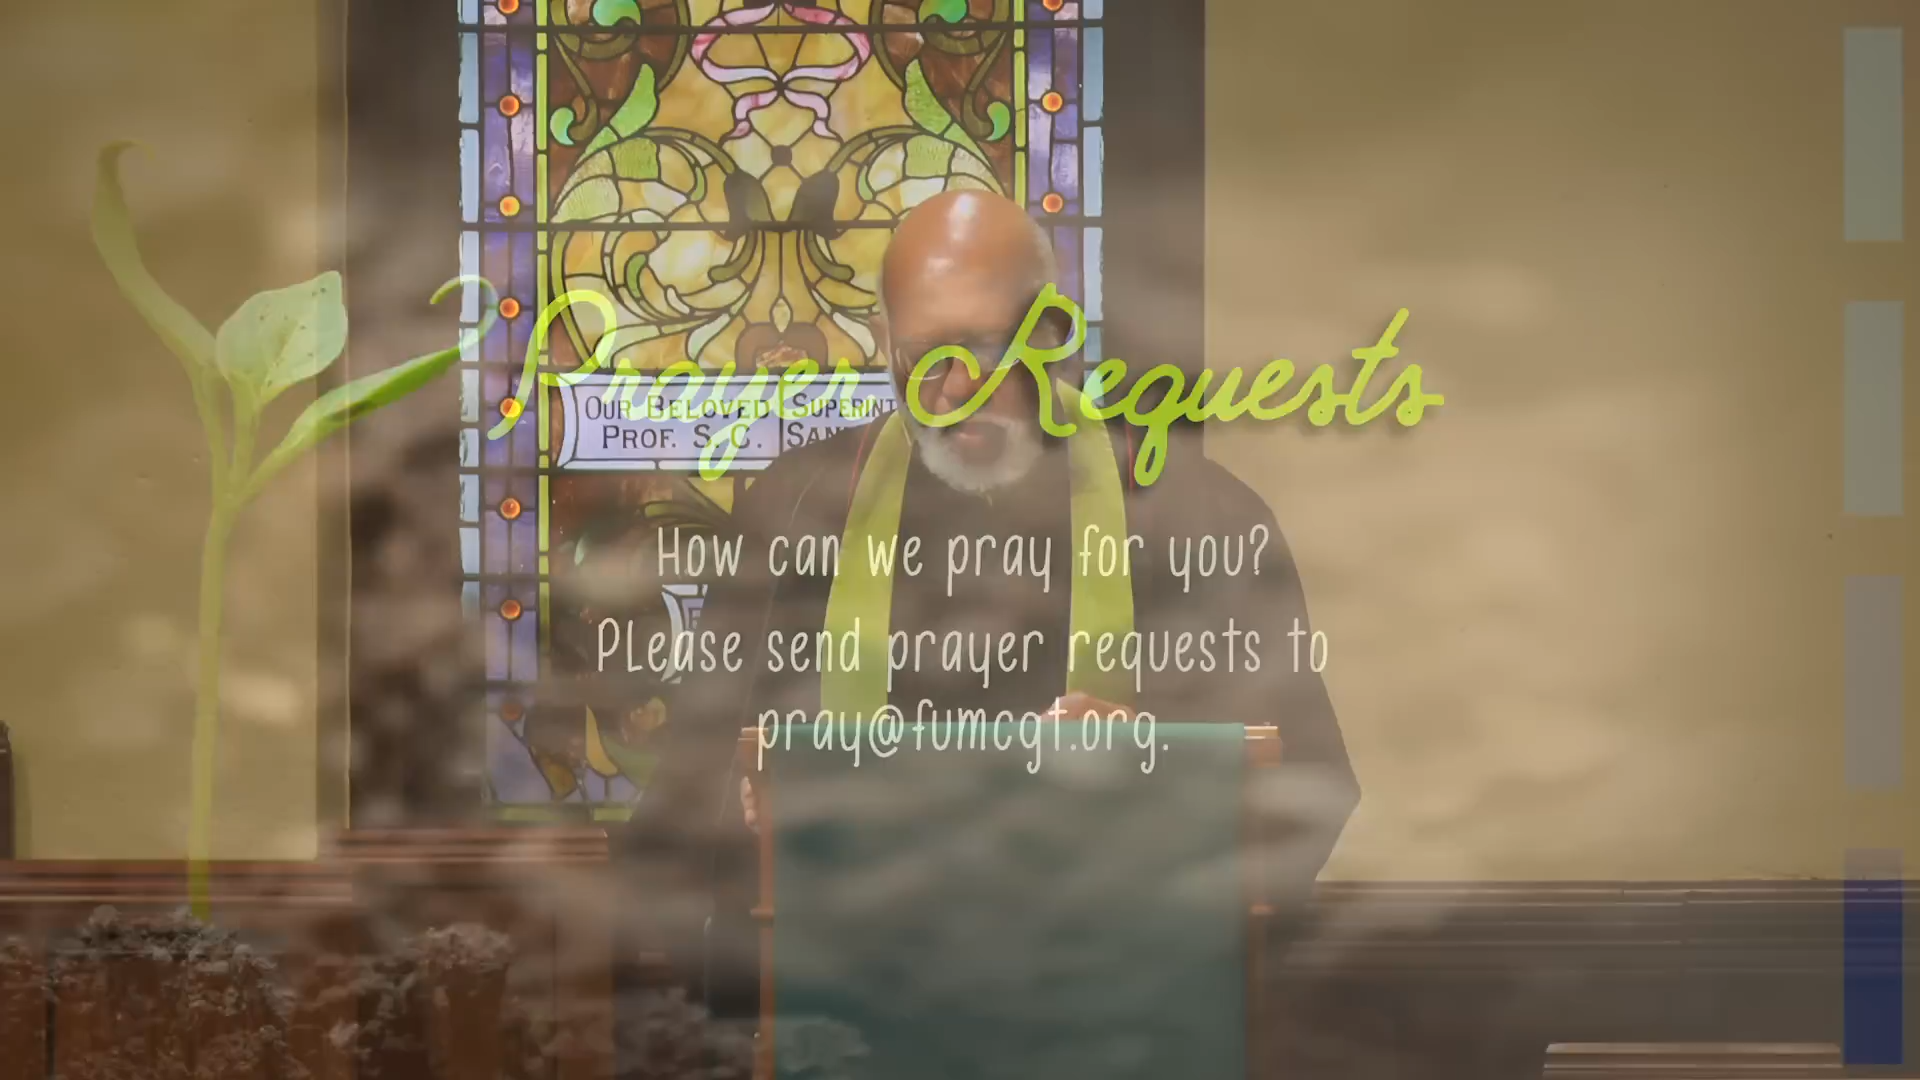 Prayer Requests
OUR BELOVED SUPERINT
PROF. S. C. SAN
How can we pray for you?
Please send prayer requests to
pray@fumcgt.org.